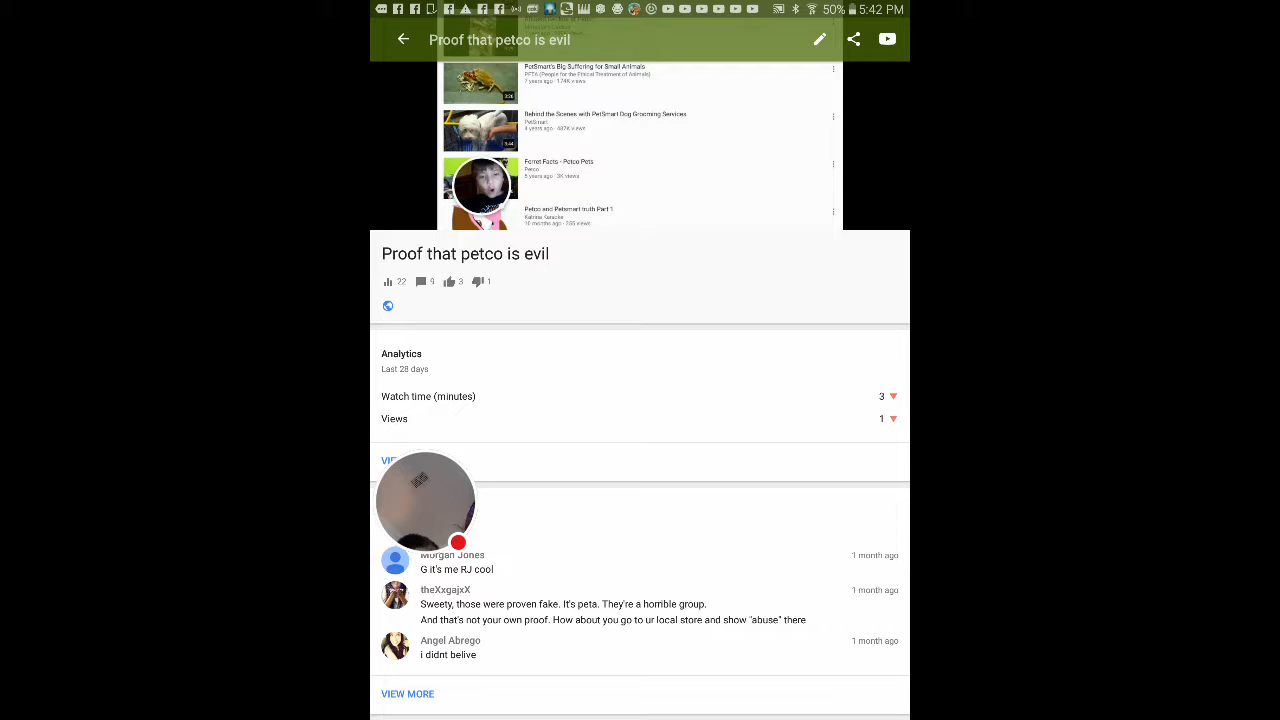 50% 5:42 PM
Proof that petco is evil
PetSmart's Big Suffering for Small Animals
PETA (People for the Ethical Treatment of Animals)
7 years ago · 174K views
3:26
Behind the Scenes with PetSmart Dog Grooming Services
PetSmart
4 years ago · 487K views
Ferret Facts - Petco Pets
Petco
5 years ago · 3K views
Petco and Petsmart truth Part 1
Katrina Karaoke
10 months ago · 355 views
Proof that petco is evil
22 9 3 1
Analytics
Last 28 days
Watch time (minutes) 3
Views 1
Morgan Jones 1 month ago
G it's me RJ cool
theXxgajxX 1 month ago
Sweety, those were proven fake. It's peta. They're a horrible group.
And that's not your own proof. How about you go to ur local store and show "abuse" there
Angel Abrego 1 month ago
i didnt belive
VIEW MORE